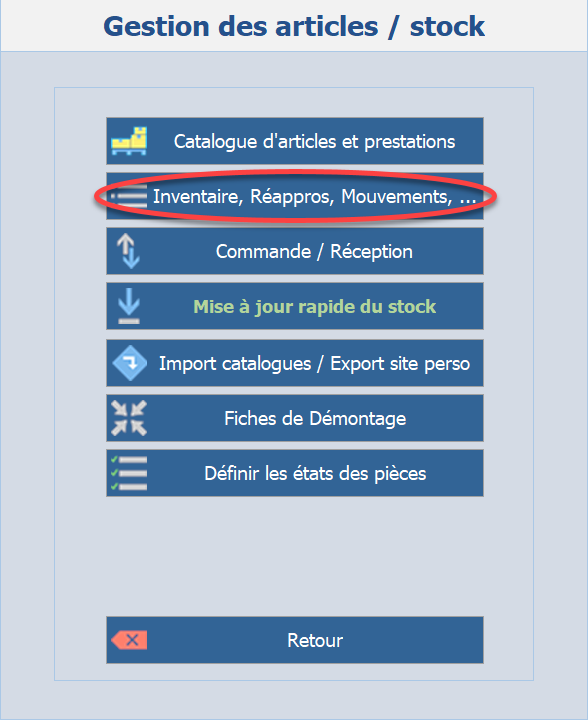 Gestion des articles / stock
Catalogue d'articles et prestations
Inventaire, Réappros, Mouvements, ...
Commande / Réception
Mise à jour rapide du stock
Import catalogues / Export site perso
Fiches de Démontage
Définir les états des pièces
Retour